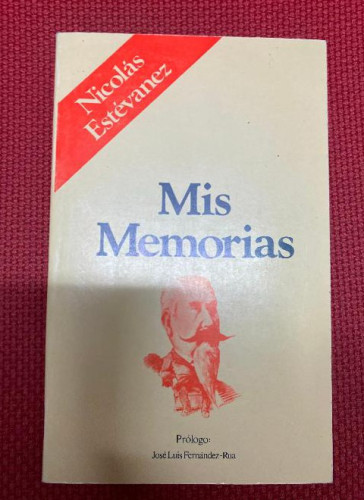 Nicolás
Estévanez
Mis
Memorias
Prólogo:
José Luis Fernández-Rua